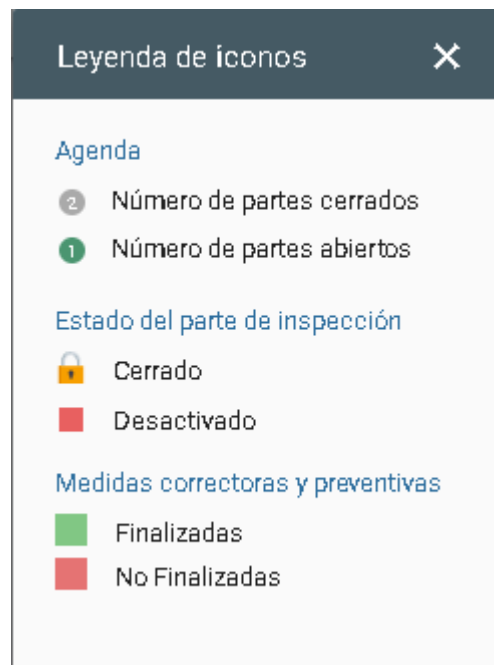 Leyenda de iconos
Agenda
2 Número de partes cerrados
1 Número de partes abiertos
Estado del parte de inspección
Cerrado
Desactivado
Medidas correctoras y preventivas
Finalizadas
No Finalizadas